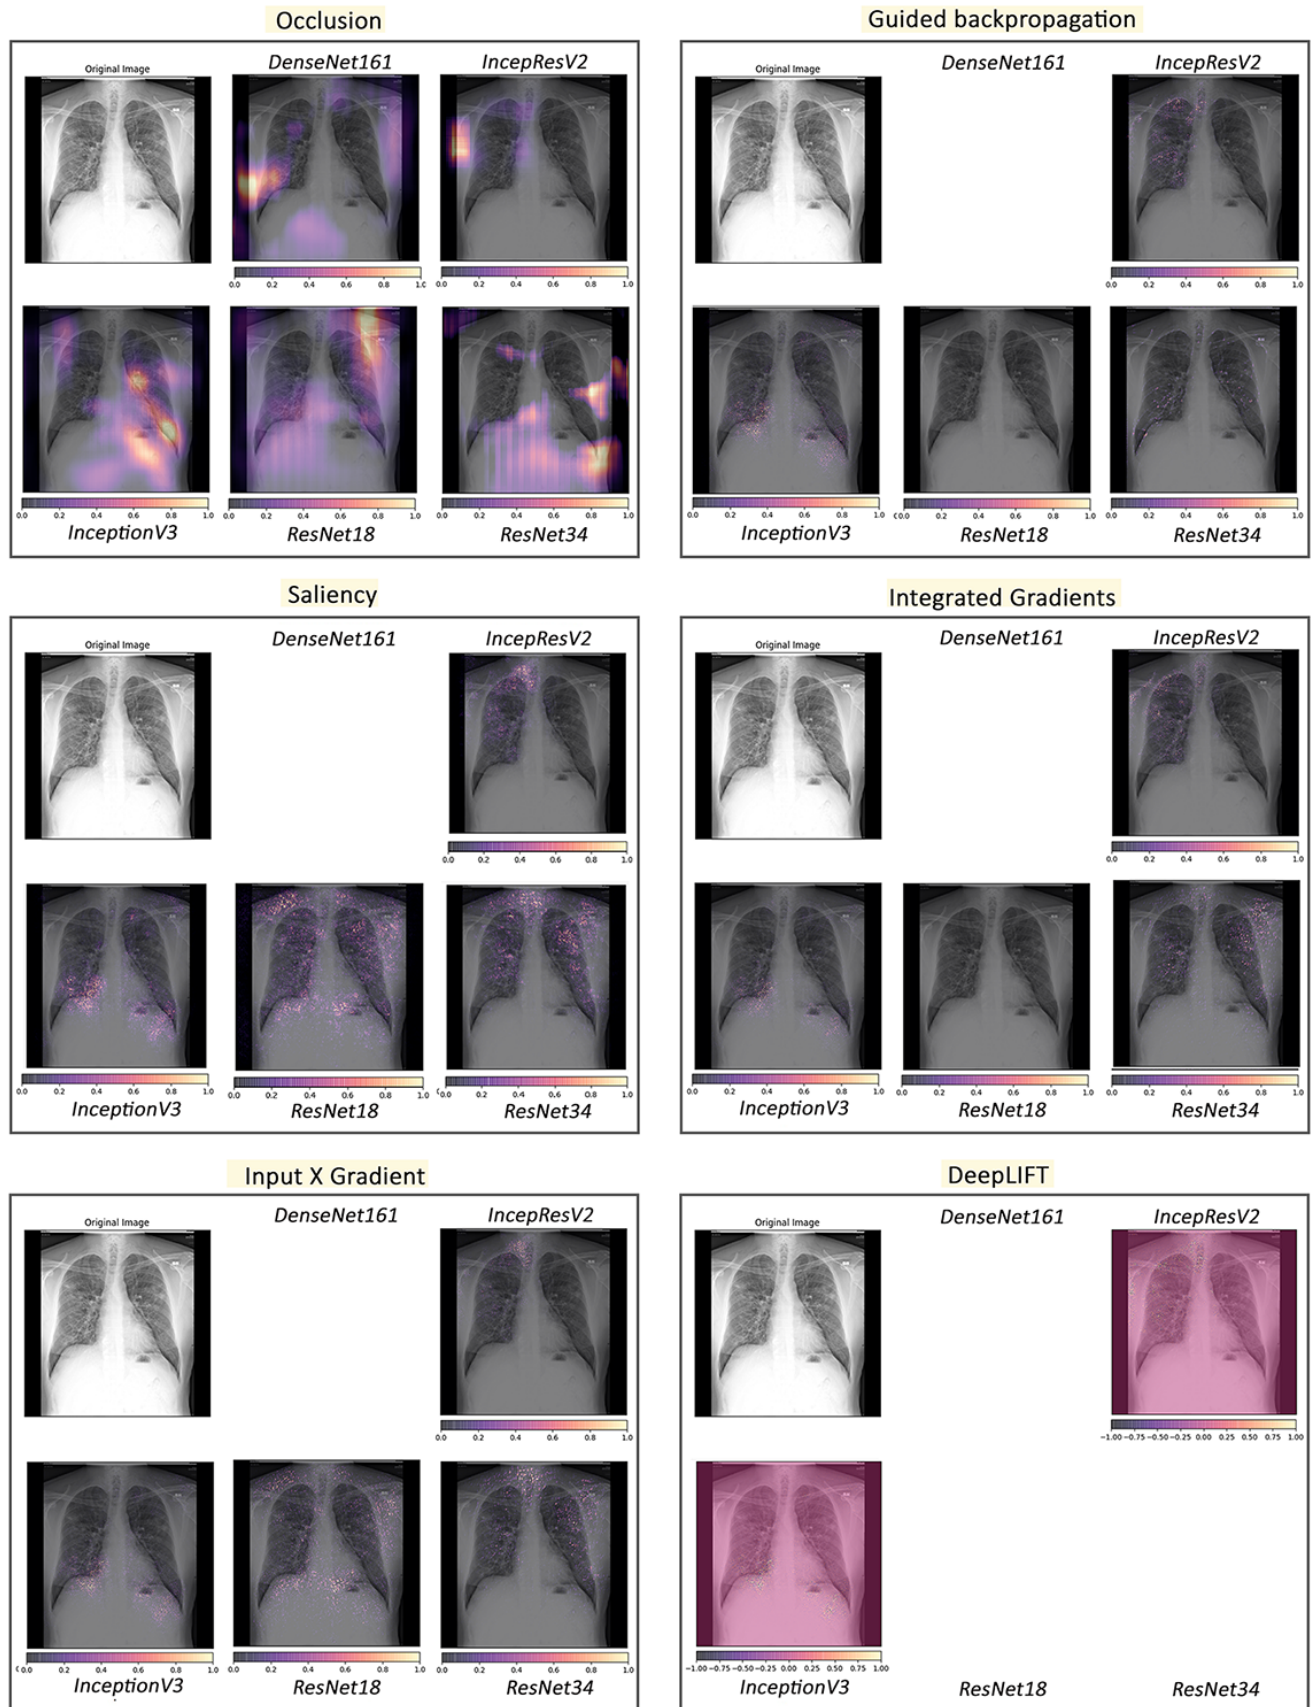 Occlusion
Original Image
DenseNet161
IncepResV2
0.0 0.2 0.4 0.6 0.8 1.0
0.0 0.2 0.4 0.6 0.8 1.0
0.0 0.2 0.4 0.6 0.8 1.0
0.0 0.2 0.4 0.6 0.8 1.0
0.0 0.2 0.4 0.6 0.8 1.0
InceptionV3
ResNet18
ResNet34
Guided backpropagation
Original Image
DenseNet161
IncepResV2
0.0 0.2 0.4 0.6 0.8 1.0
0.0 0.2 0.4 0.6 0.8 1.0
0.0 0.2 0.4 0.6 0.8 1.0
0.0 0.2 0.4 0.6 0.8 1.0
InceptionV3
ResNet18
ResNet34
Saliency
Original Image
DenseNet161
IncepResV2
0.0 0.2 0.4 0.6 0.8 1.0
0.0 0.2 0.4 0.6 0.8 1.0
0.0 0.2 0.4 0.6 0.8 1.0
0.0 0.2 0.4 0.6 0.8 1.0
InceptionV3
ResNet18
ResNet34
Integrated Gradients
Original Image
DenseNet161
IncepResV2
0.0 0.2 0.4 0.6 0.8 1.0
0.0 0.2 0.4 0.6 0.8 1.0
0.0 0.2 0.4 0.6 0.8 1.0
0.0 0.2 0.4 0.6 0.8 1.0
InceptionV3
ResNet18
ResNet34
Input X Gradient
Original Image
DenseNet161
IncepResV2
0.0 0.2 0.4 0.6 0.8 1.0
0.0 0.2 0.4 0.6 0.8 1.0
0.0 0.2 0.4 0.6 0.8 1.0
0.0 0.2 0.4 0.6 0.8 1.0
InceptionV3
ResNet18
ResNet34
DeepLIFT
Original Image
DenseNet161
IncepResV2
−1.00 −0.75 −0.50 −0.25 0.00 0.25 0.50 0.75 1.00
−1.00 −0.75 −0.50 −0.25 0.00 0.25 0.50 0.75 1.00
InceptionV3
ResNet18
ResNet34